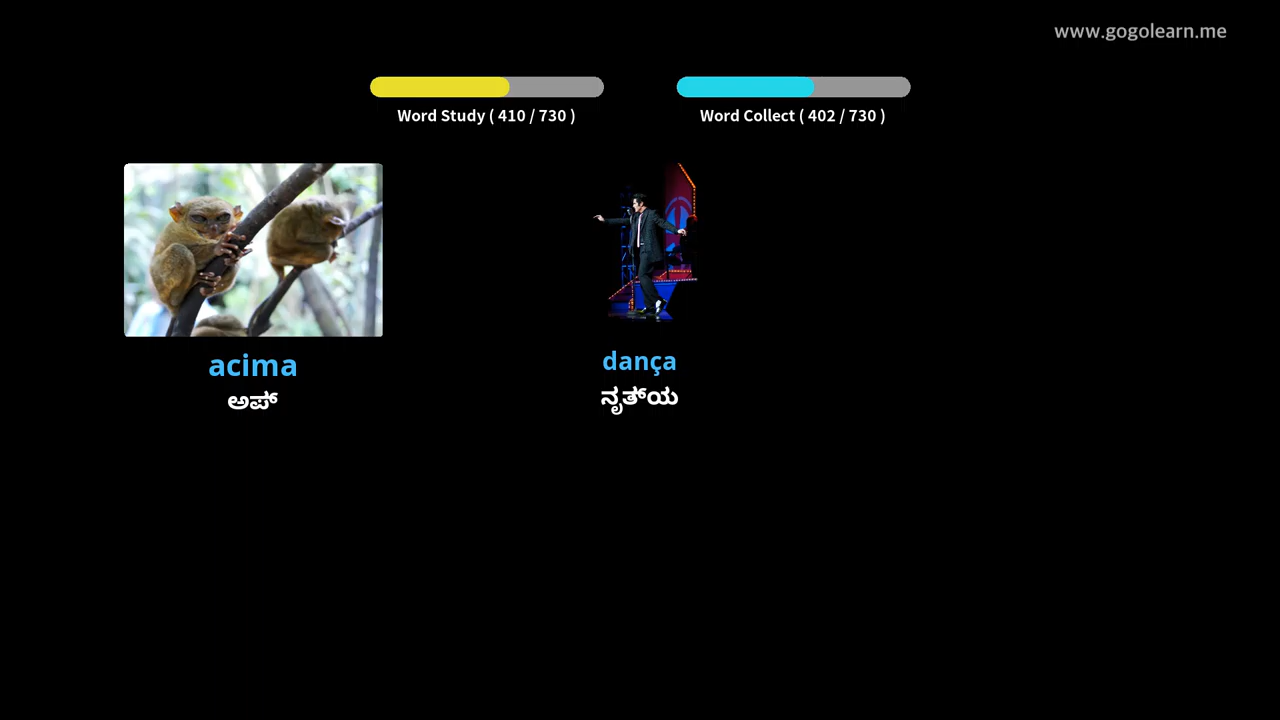 www.gogolearn.me
Word Study ( 410 / 730 )
Word Collect ( 402 / 730 )
acima
ಅಪ್
dança
ನೃತ್ಯ